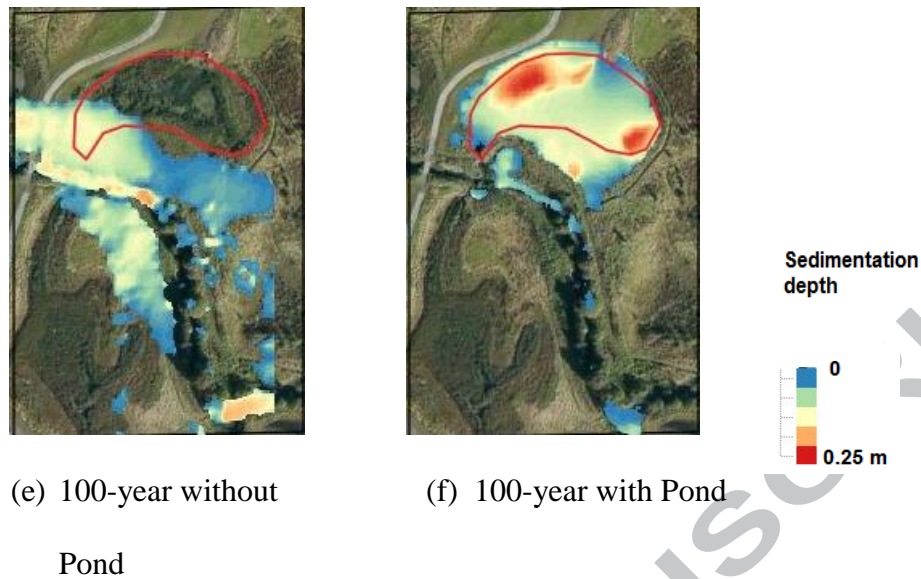 Sedimentation
depth
0
0.25 m
(e) 100-year without
Pond
(f) 100-year with Pond